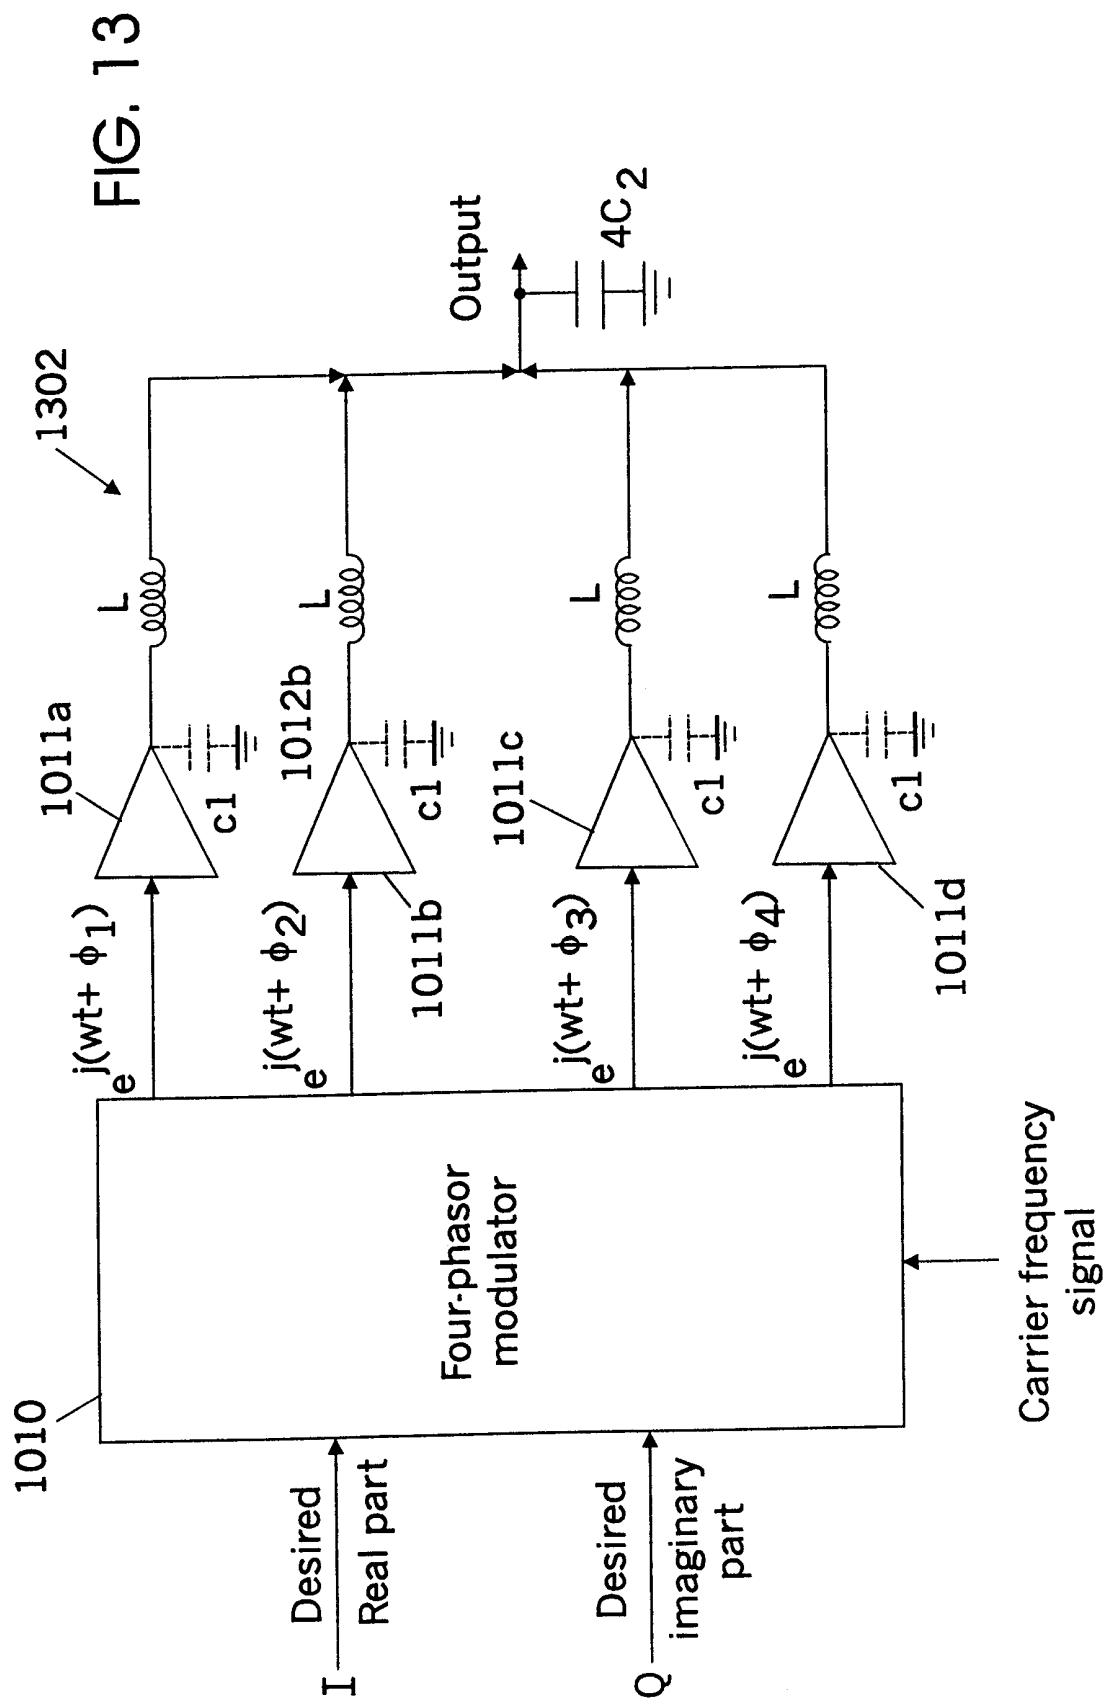 FIG. 13
1302
1010
I
Desired
Real part
Q
Desired
imaginary
part
Four-phasor
modulator
Carrier frequency
signal
e j(wt+ ϕ1)
1011a
c1
L
e j(wt+ ϕ2)
1011b
1012b
c1
L
e j(wt+ ϕ3)
1011c
c1
L
e j(wt+ ϕ4)
1011d
c1
L
Output
4C2